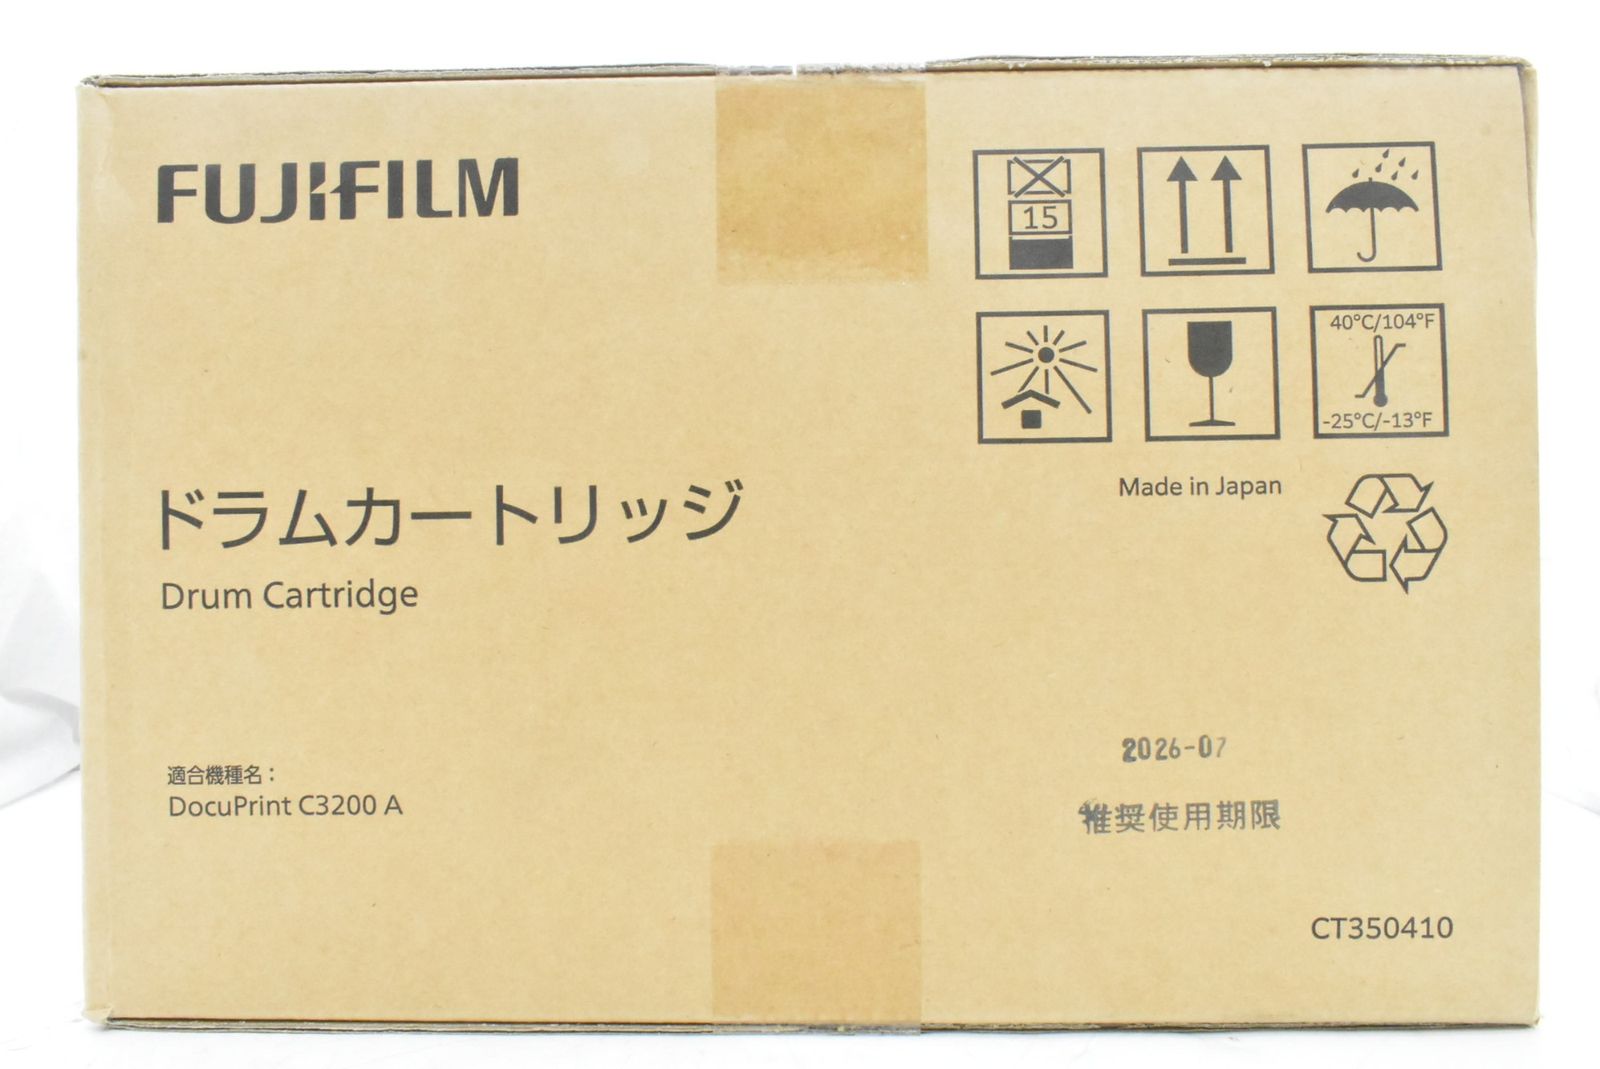 FUJIFILM
15
40°C/104°F
-25°C/-13°F
Made in Japan
ドラムカートリッジ
Drum Cartridge
適合機種名：
DocuPrint C3200 A
2026-07
推奨使用期限
CT350410